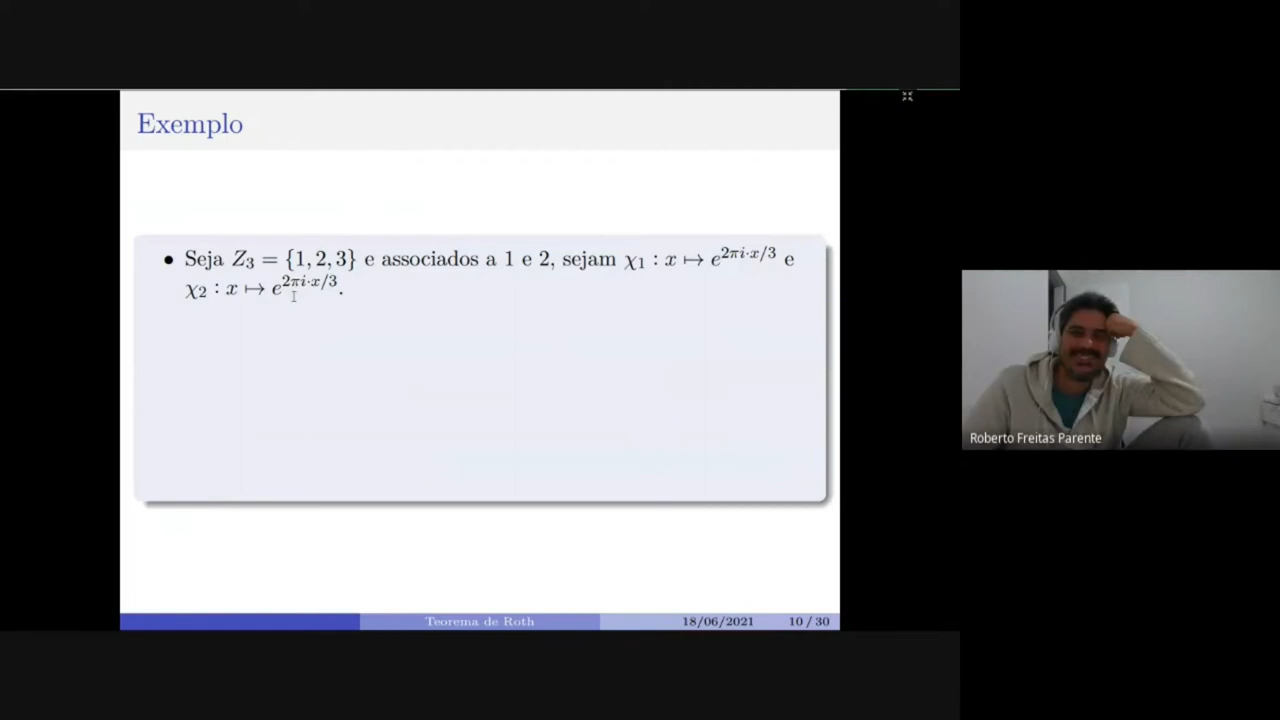 Exemplo
• Seja Z₃ = {1, 2, 3} e associados a 1 e 2, sejam χ₁ : x ↦ e^{2πi·x/3} e
χ₂ : x ↦ e^{2πi·x/3}.
Roberto Freitas Parente
Teorema de Roth 18/06/2021 10 / 30